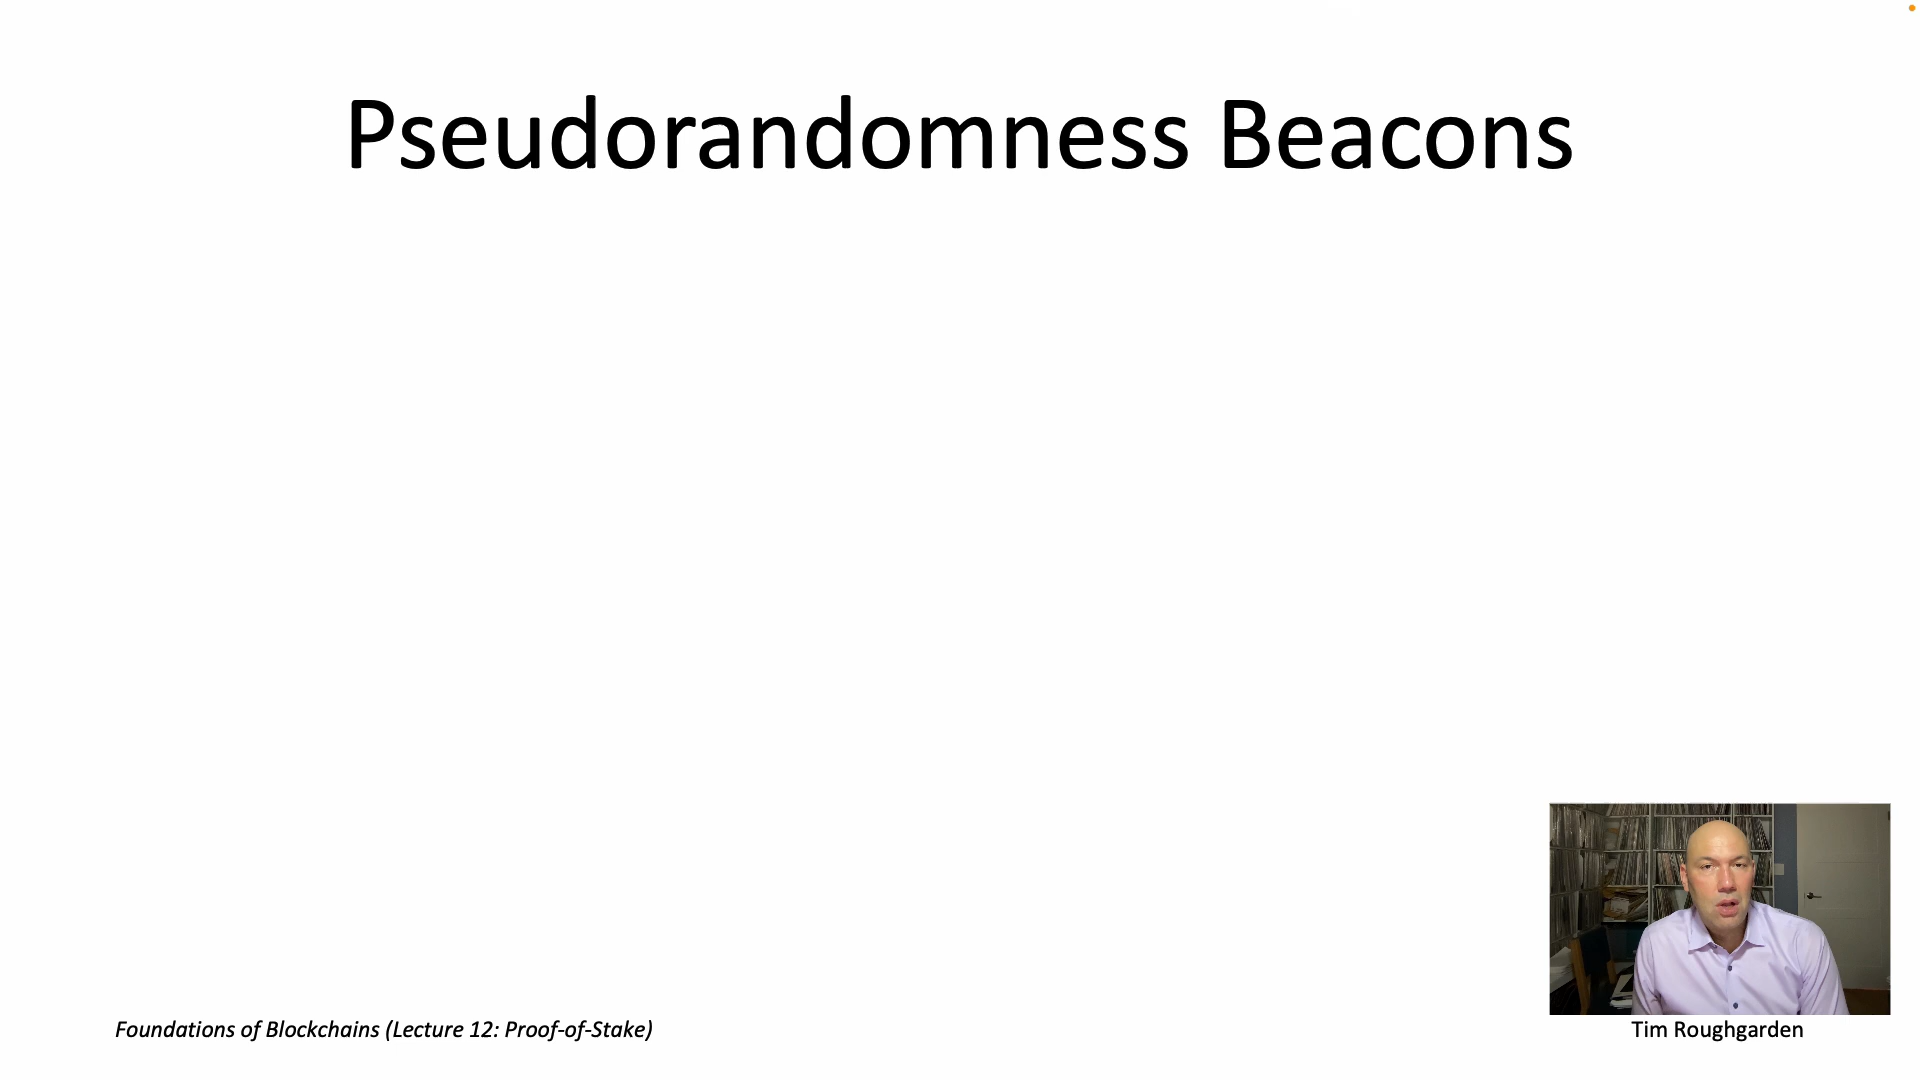 Pseudorandomness Beacons
Foundations of Blockchains (Lecture 12: Proof-of-Stake)
Tim Roughgarden